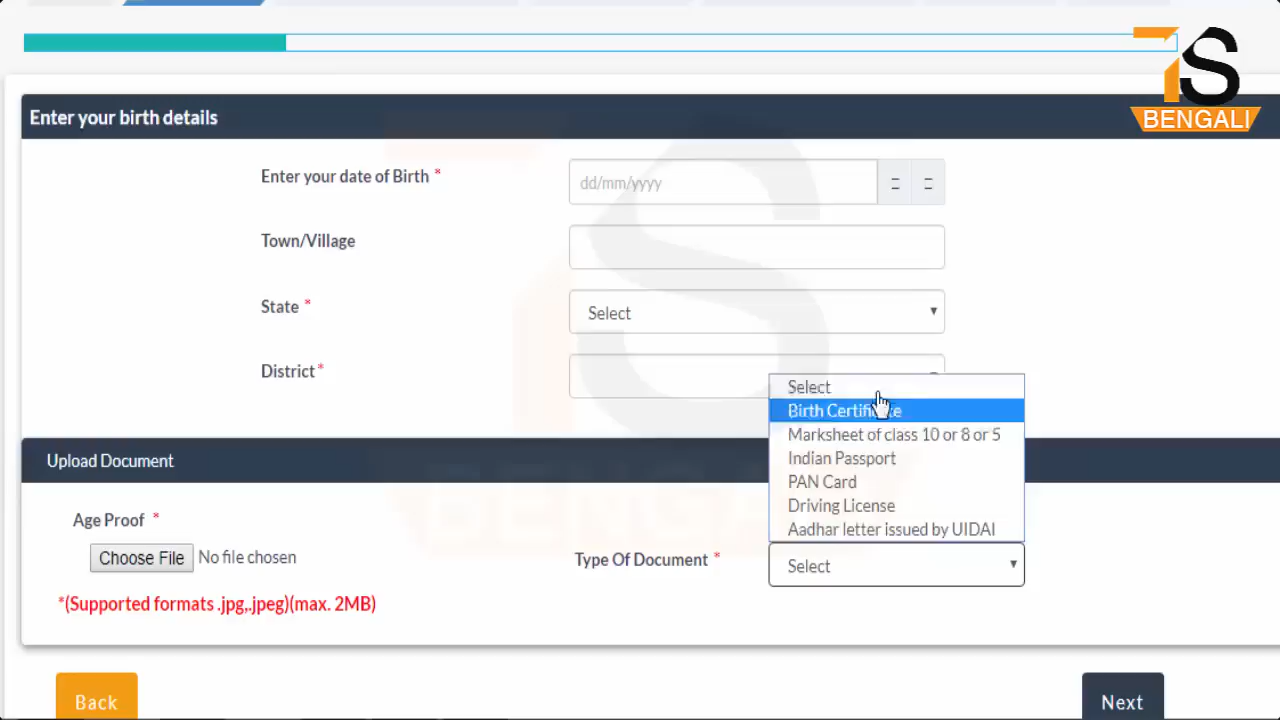 TS
BENGALI
Enter your birth details
Enter your date of Birth *
dd/mm/yyyy
Town/Village
State *
Select
District *
Select
Birth Certificate
Marksheet of class 10 or 8 or 5
Indian Passport
PAN Card
Driving License
Aadhar letter issued by UIDAI
Upload Document
Age Proof *
Choose File No file chosen
Type Of Document *
Select
*(Supported formats .jpg,.jpeg)(max. 2MB)
Back
Next